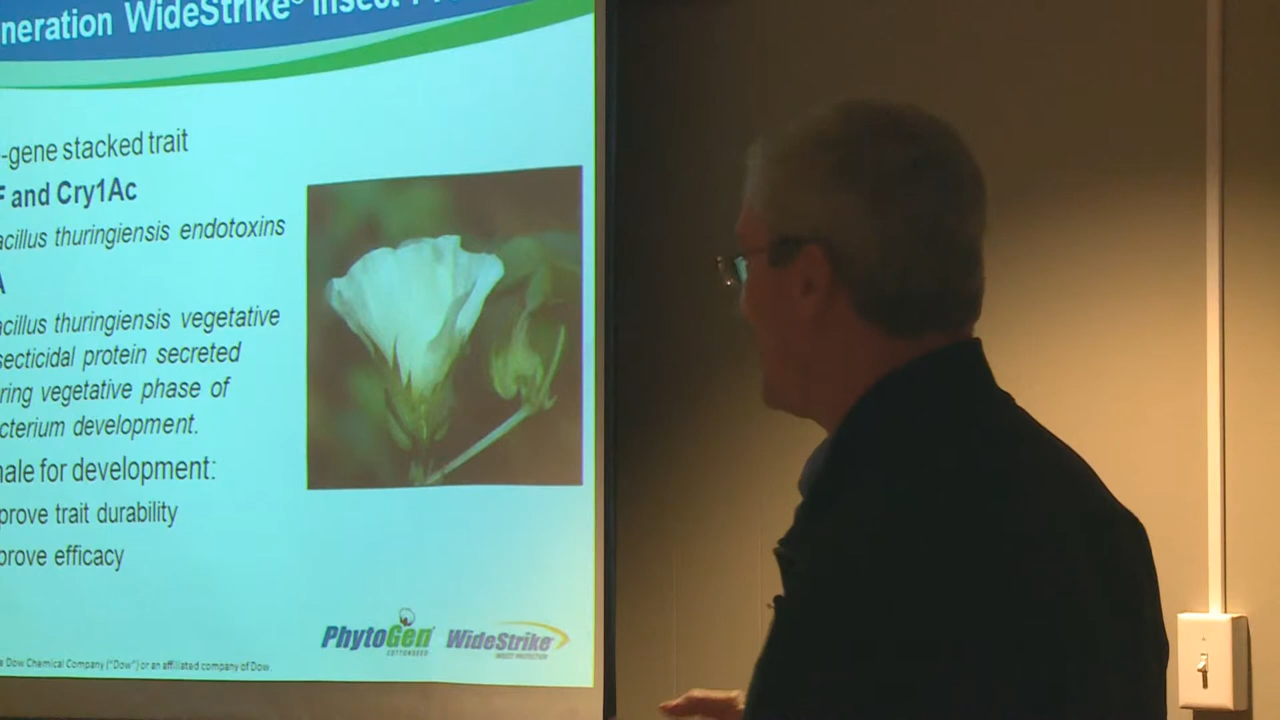 neration WideStrike® Insect
-gene stacked trait
F and Cry1Ac
acillus thuringiensis endotoxins
A
acillus thuringiensis vegetative
secticidal protein secreted
ring vegetative phase of
cterium development.
nale for development:
prove trait durability
prove efficacy
PhytoGen
COTTONSEED
WideStrike
INSECT PROTECTION
e Dow Chemical Company ("Dow") or an affiliated company of Dow.